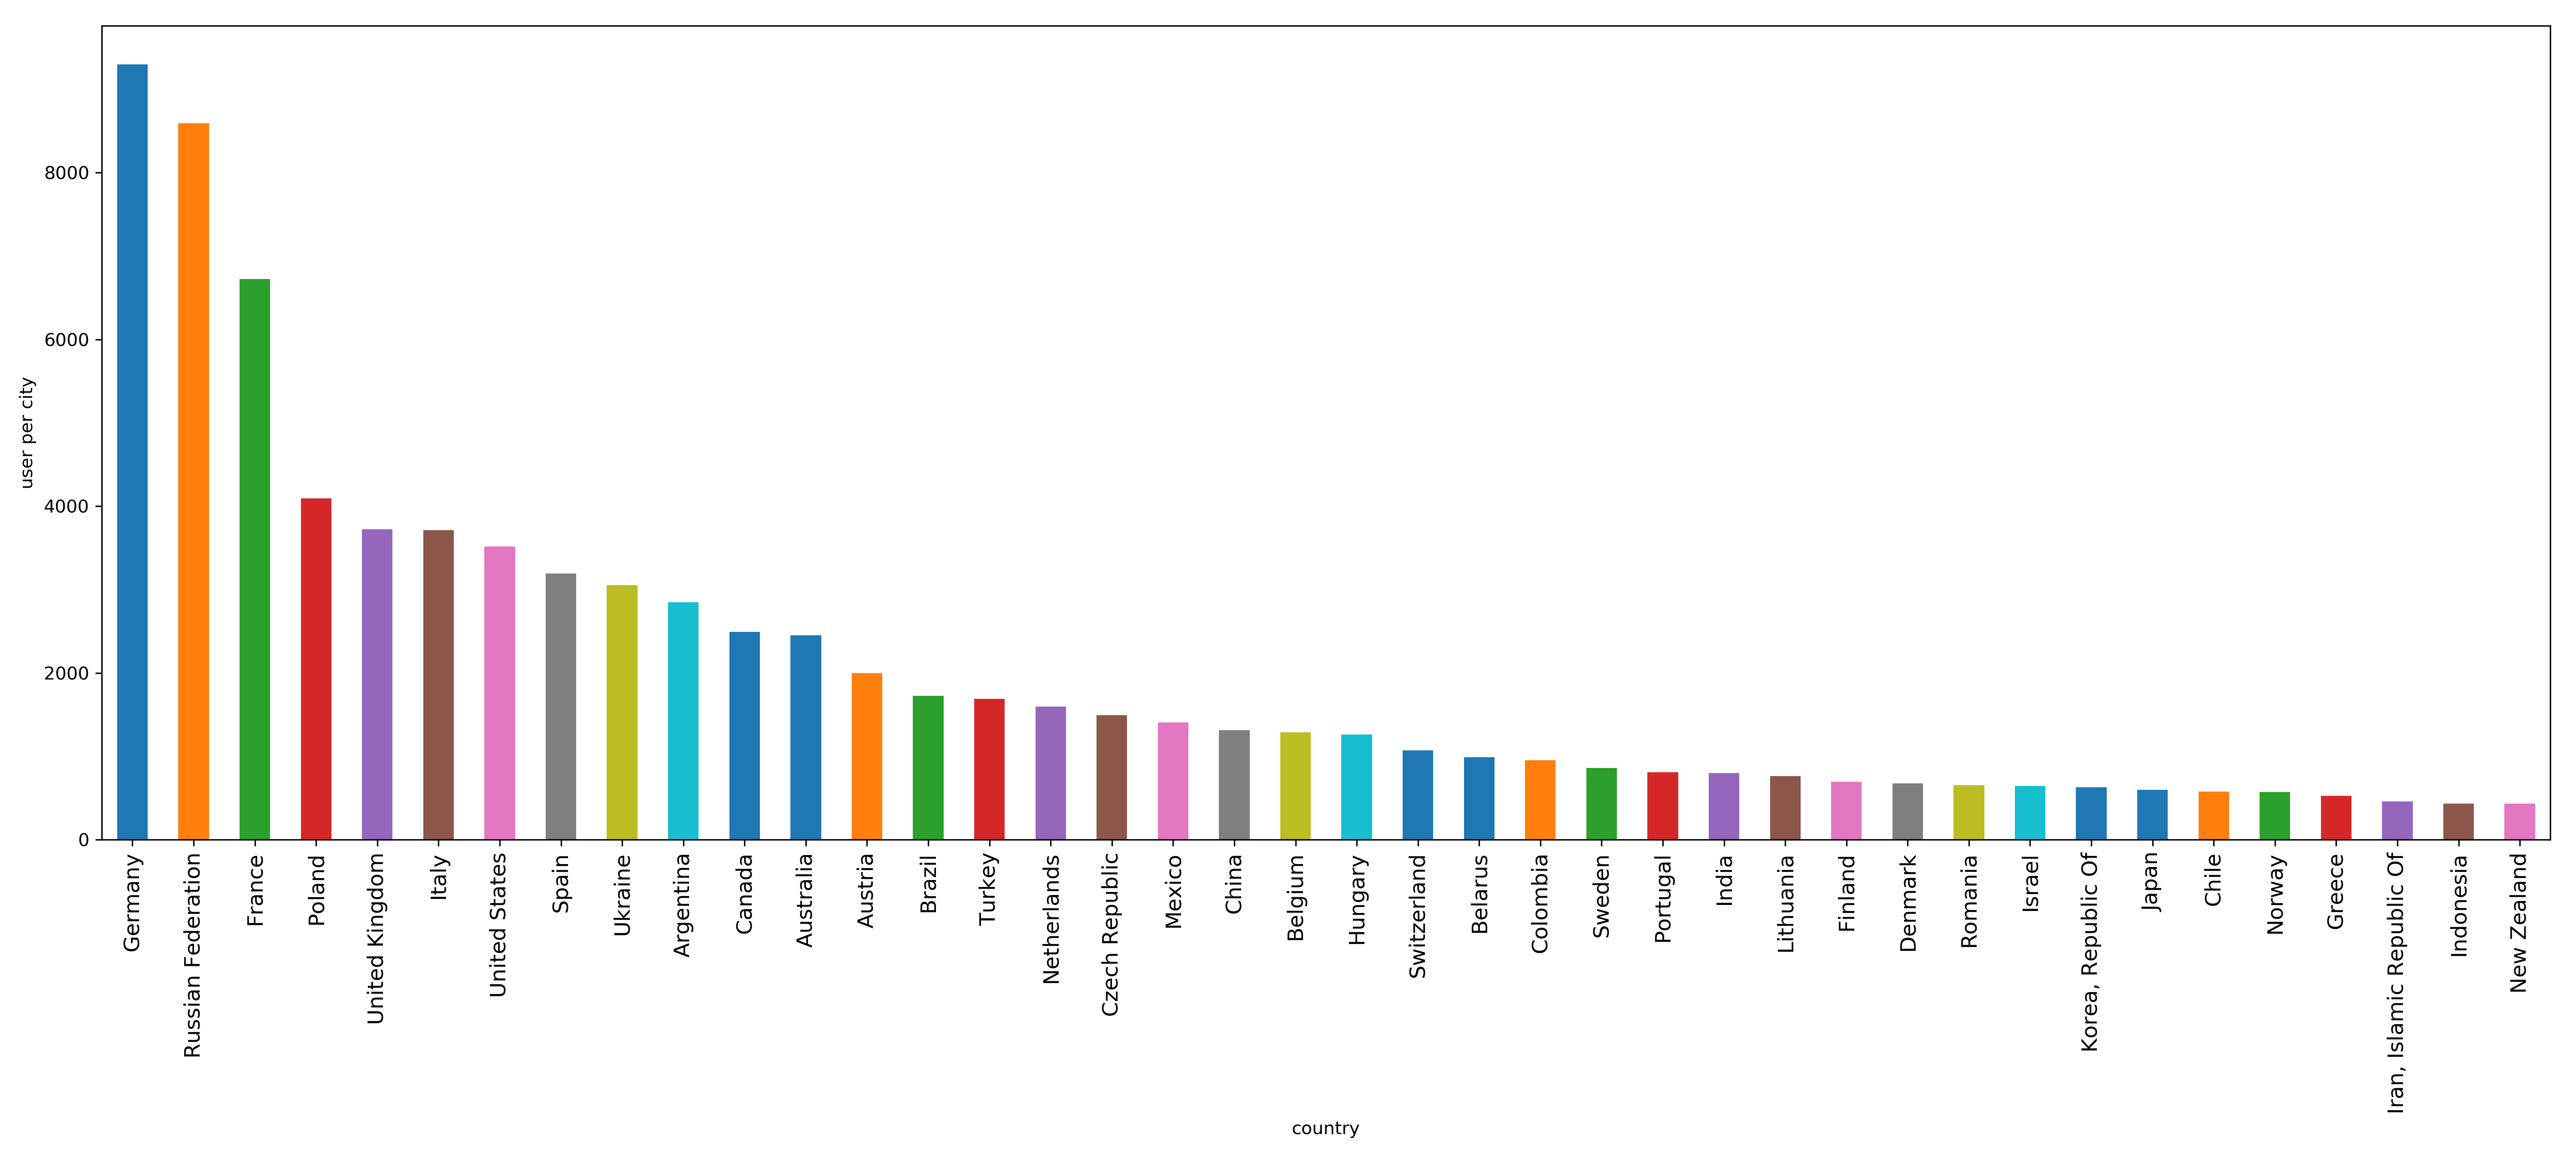 8000
6000
4000
2000
0
user per city
Germany
Russian Federation
France
Poland
United Kingdom
Italy
United States
Spain
Ukraine
Argentina
Canada
Australia
Austria
Brazil
Turkey
Netherlands
Czech Republic
Mexico
China
Belgium
Hungary
Switzerland
Belarus
Colombia
Sweden
Portugal
India
Lithuania
Finland
Denmark
Romania
Israel
Korea, Republic Of
Japan
Chile
Norway
Greece
Iran, Islamic Republic Of
Indonesia
New Zealand
country